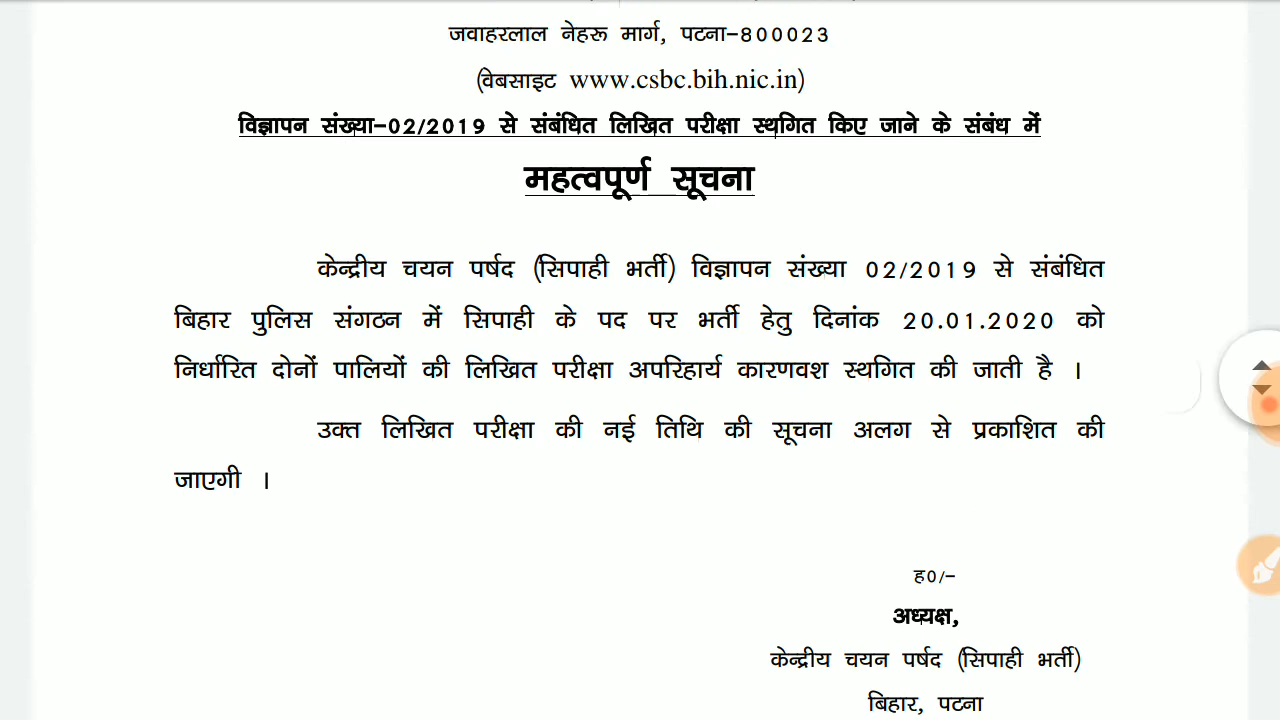 जवाहरलाल नेहरू मार्ग, पटना-800023
(वेबसाइट www.csbc.bih.nic.in)
विज्ञापन संख्या-02/2019 से संबंधित लिखित परीक्षा स्थगित किए जाने के संबंध में
महत्वपूर्ण सूचना
केन्द्रीय चयन पर्षद (सिपाही भर्ती) विज्ञापन संख्या 02/2019 से संबंधित
बिहार पुलिस संगठन में सिपाही के पद पर भर्ती हेतु दिनांक 20.01.2020 को
निर्धारित दोनों पालियों की लिखित परीक्षा अपरिहार्य कारणवश स्थगित की जाती है ।
उक्त लिखित परीक्षा की नई तिथि की सूचना अलग से प्रकाशित की
जाएगी ।
ह0/-
अध्यक्ष,
केन्द्रीय चयन पर्षद (सिपाही भर्ती)
बिहार, पटना